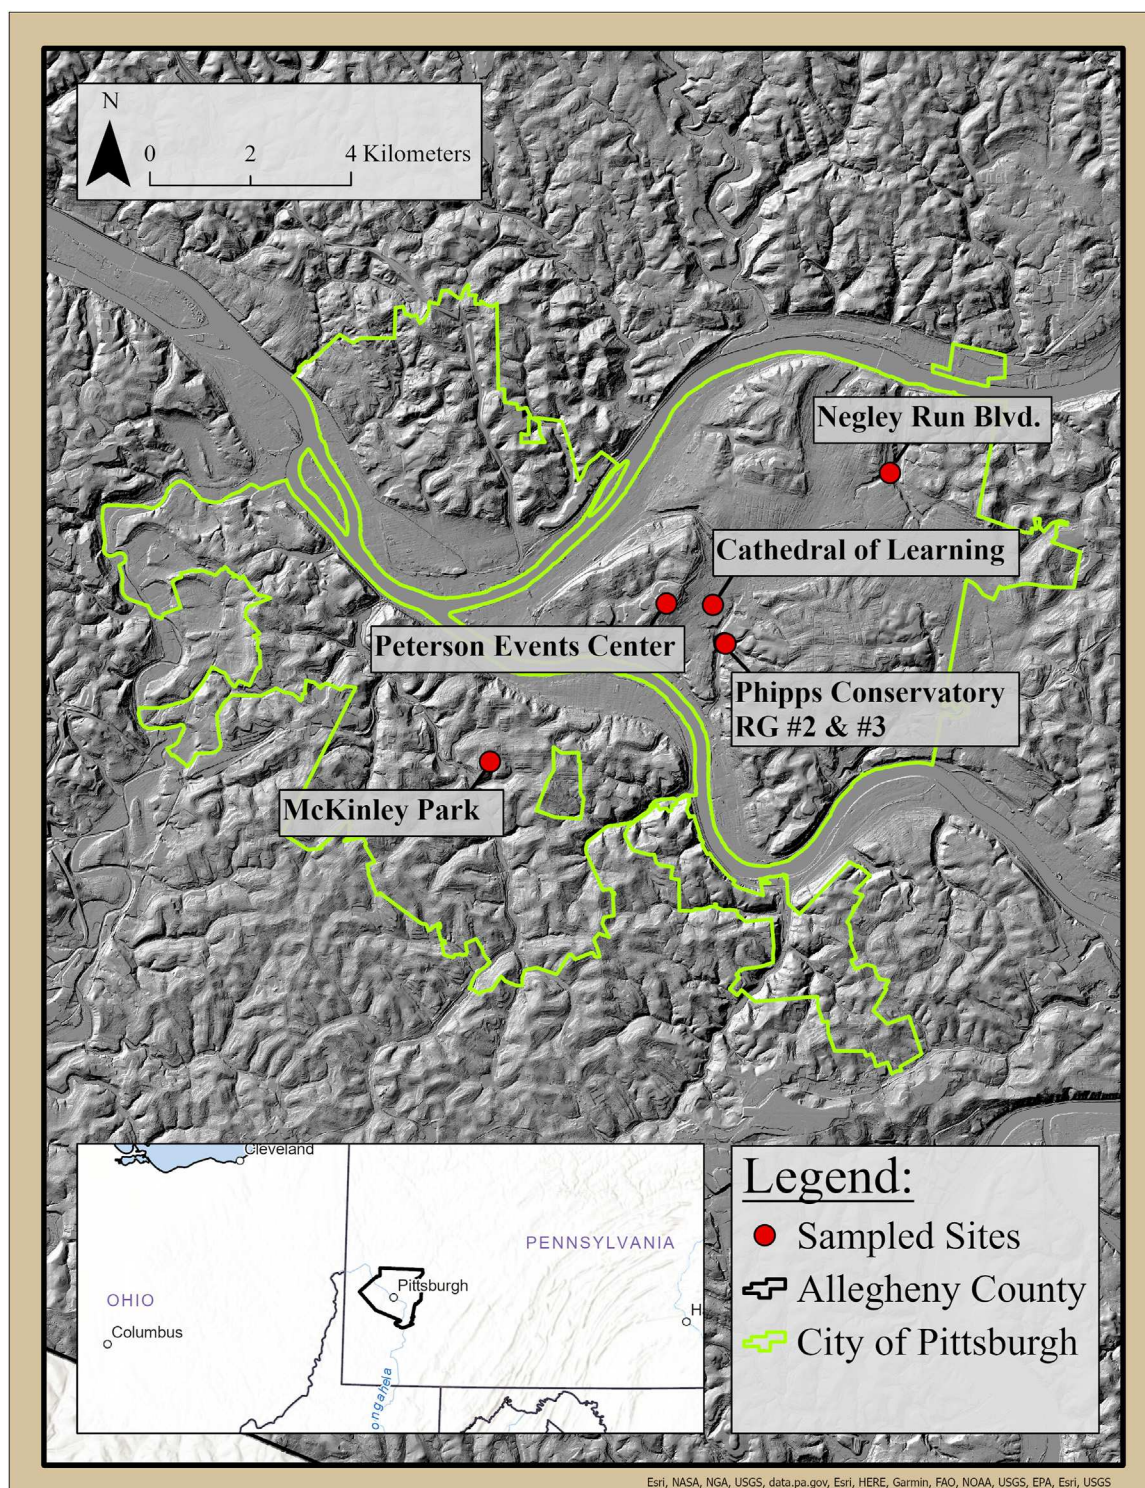 N
0 2 4 Kilometers
Negley Run Blvd.
Cathedral of Learning
Peterson Events Center
Phipps Conservatory
RG #2 & #3
McKinley Park
Cleveland
PENNSYLVANIA
Pittsburgh
OHIO
Columbus
Ha
ongahela
Legend:
Sampled Sites
Allegheny County
City of Pittsburgh
Esri, NASA, NGA, USGS, data.pa.gov, Esri, HERE, Garmin, FAO, NOAA, USGS, EPA, Esri, USGS